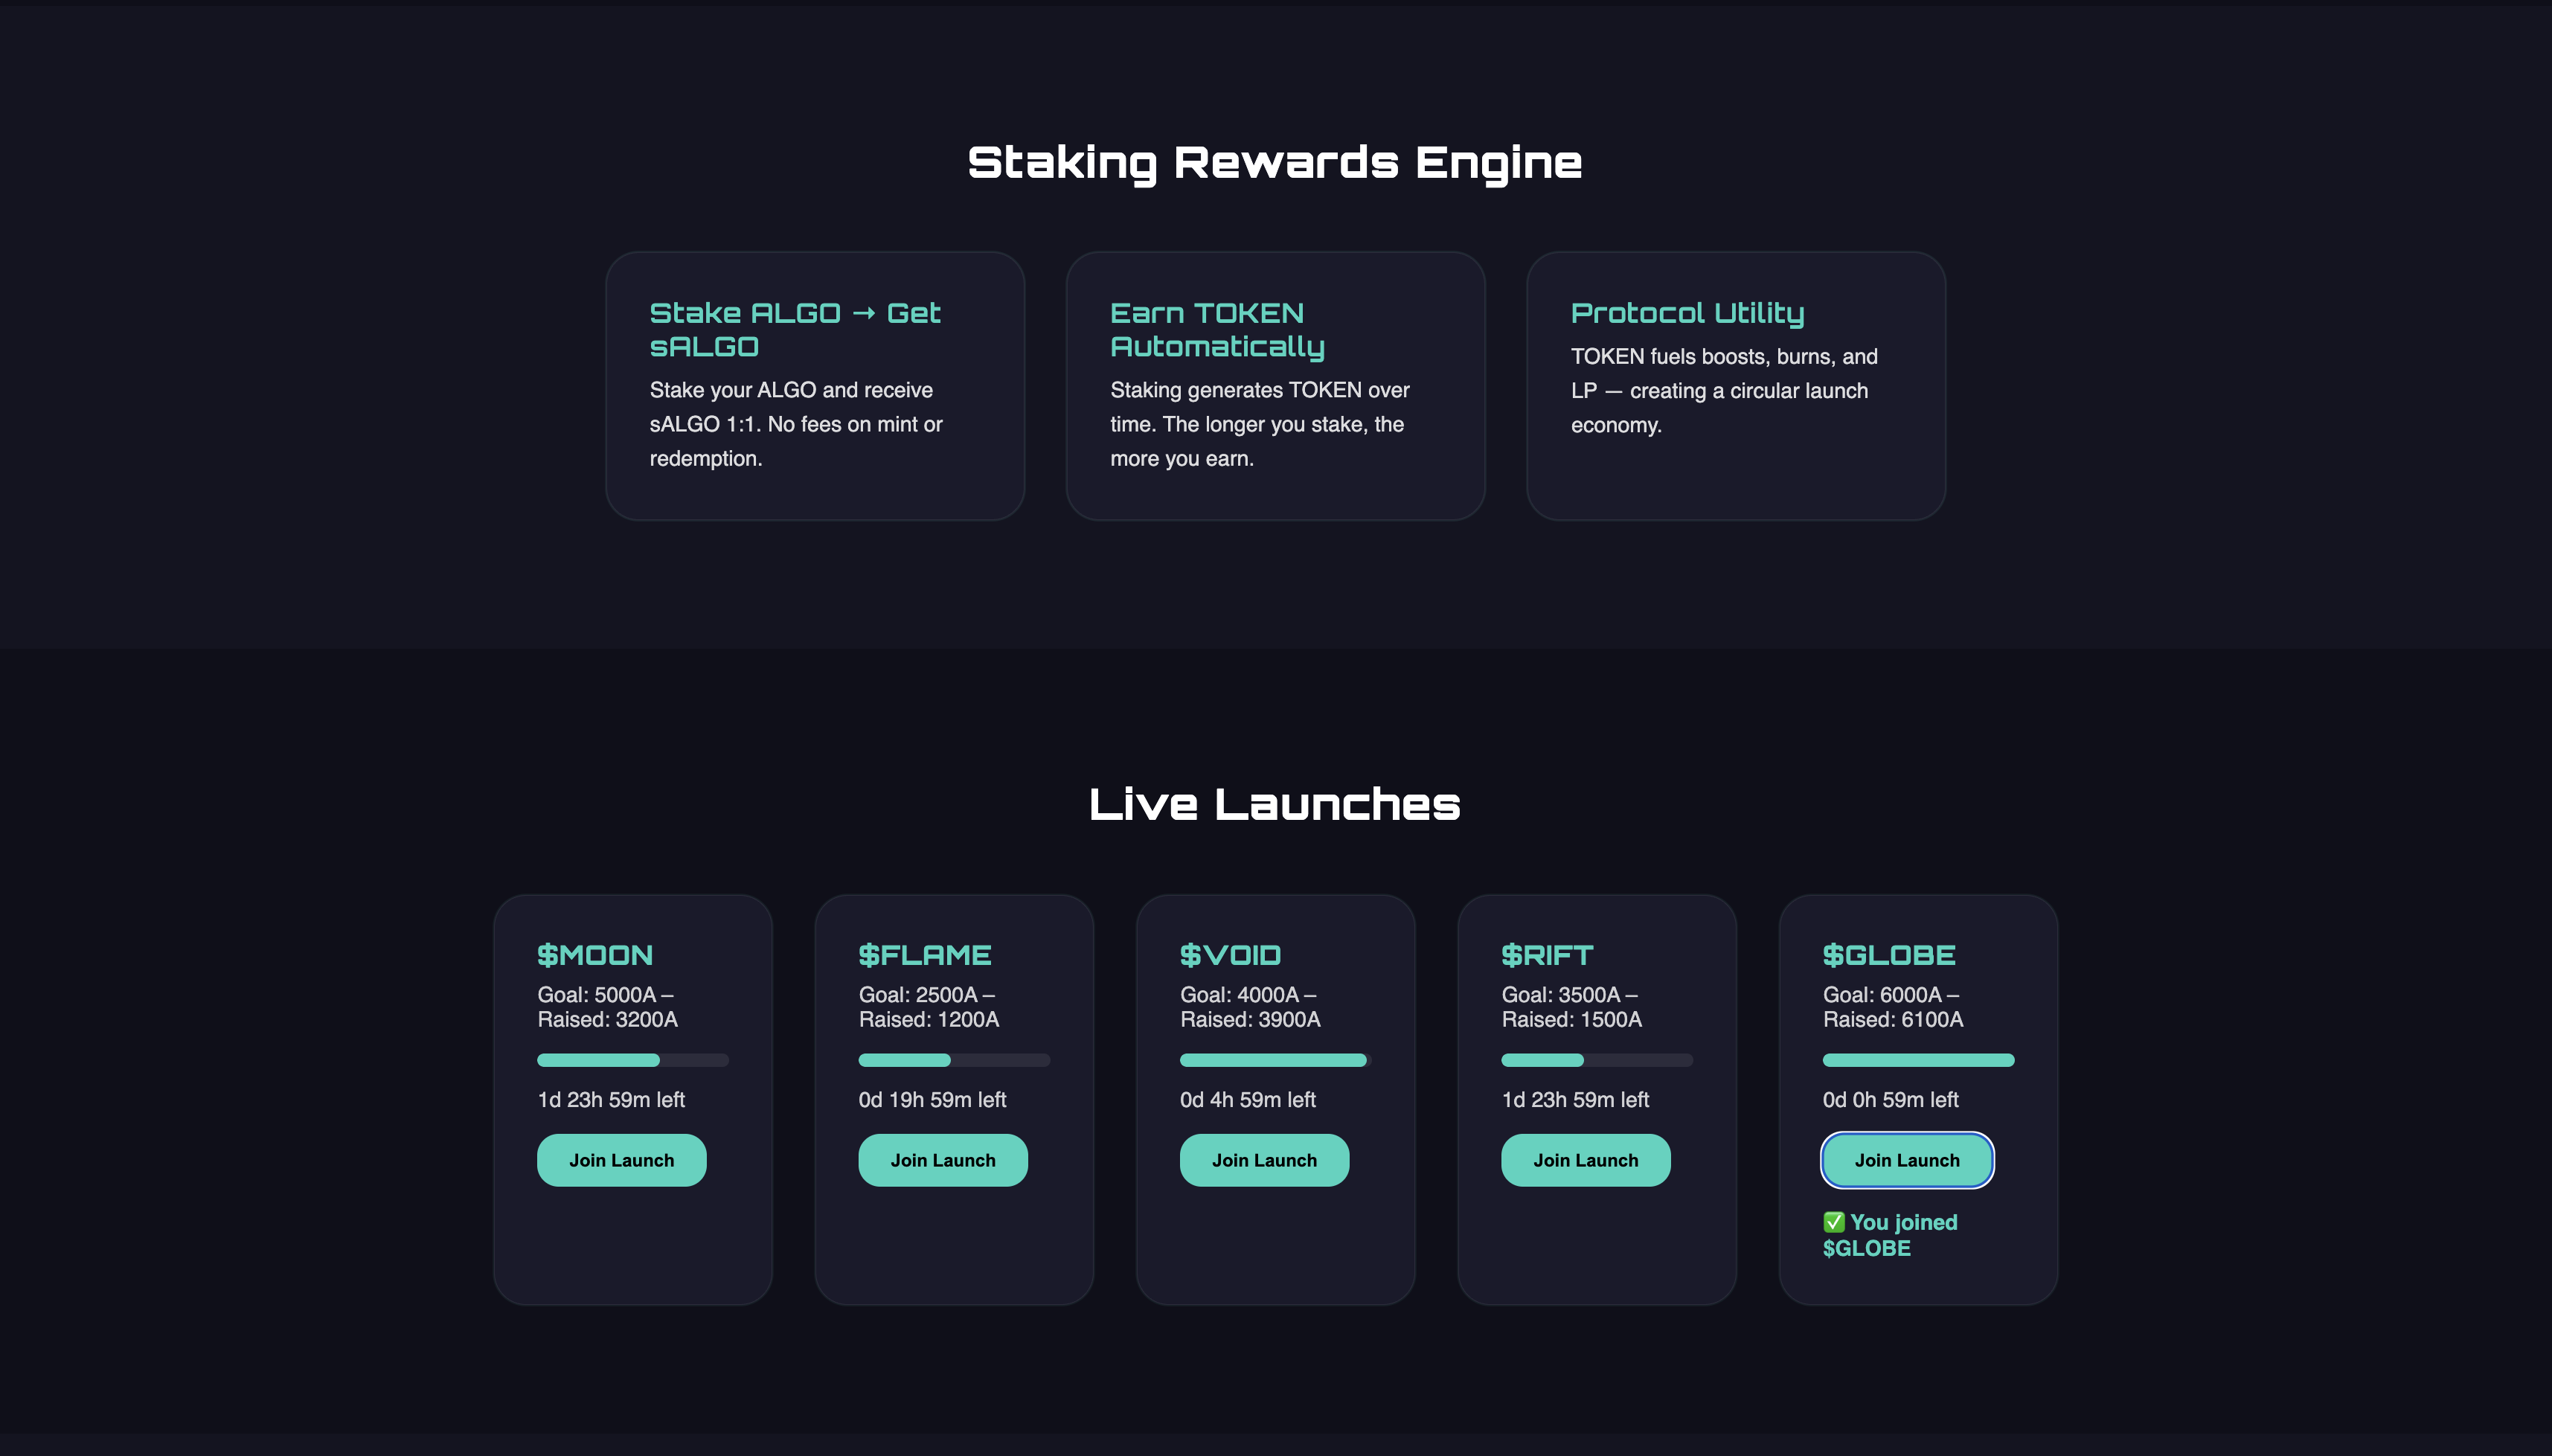 Staking Rewards Engine
Stake ALGO → Get
sALGO
Stake your ALGO and receive
sALGO 1:1. No fees on mint or
redemption.
Earn TOKEN
Automatically
Staking generates TOKEN over
time. The longer you stake, the
more you earn.
Protocol Utility
TOKEN fuels boosts, burns, and
LP — creating a circular launch
economy.
Live Launches
$MOON
Goal: 5000A –
Raised: 3200A
1d 23h 59m left
Join Launch
$FLAME
Goal: 2500A –
Raised: 1200A
0d 19h 59m left
Join Launch
$VOID
Goal: 4000A –
Raised: 3900A
0d 4h 59m left
Join Launch
$RIFT
Goal: 3500A –
Raised: 1500A
1d 23h 59m left
Join Launch
$GLOBE
Goal: 6000A –
Raised: 6100A
0d 0h 59m left
Join Launch
✅ You joined
$GLOBE